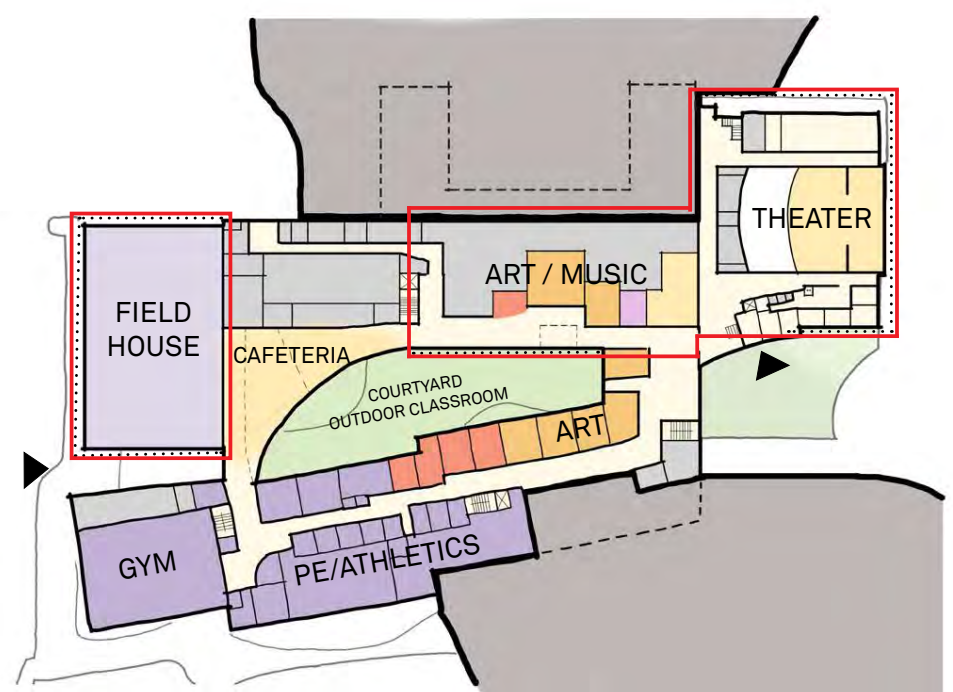 THEATER
ART / MUSIC
FIELD
HOUSE
CAFETERIA
COURTYARD
OUTDOOR CLASSROOM
ART
GYM
PE/ATHLETICS